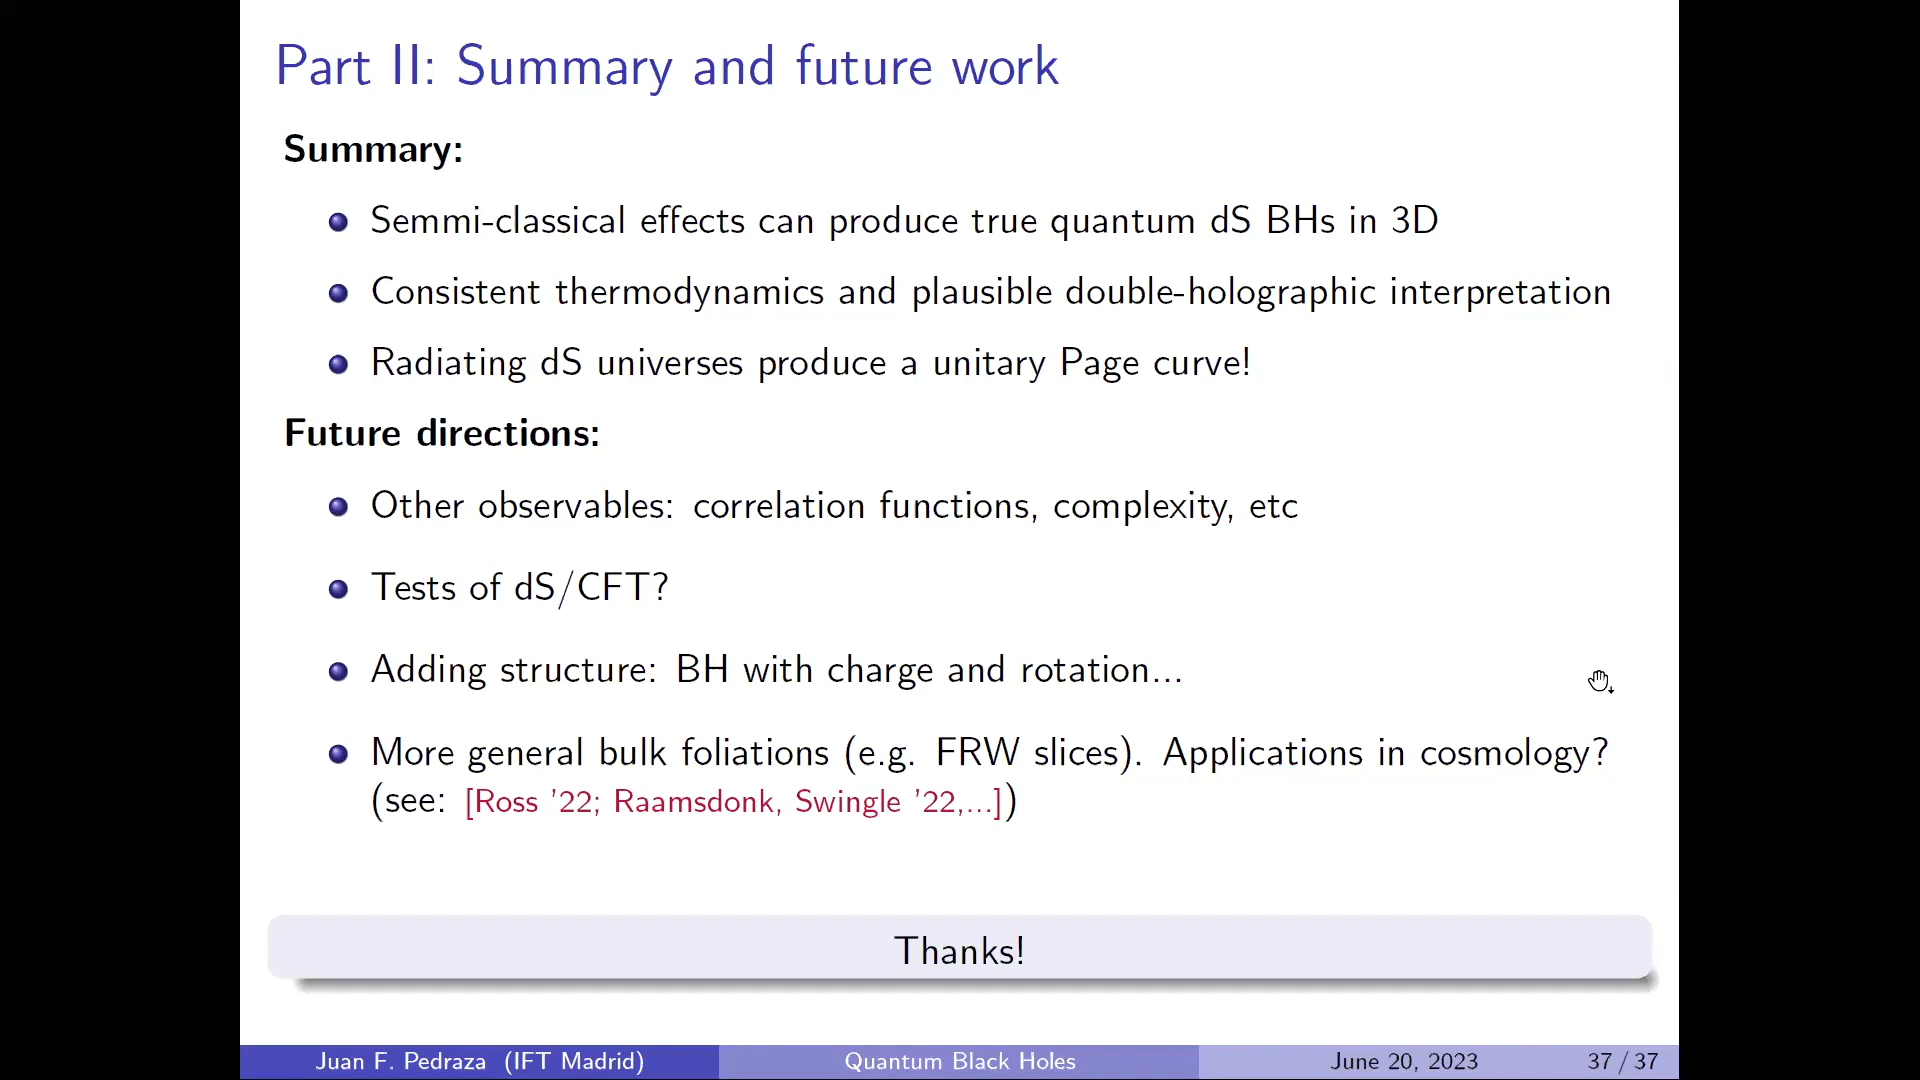 Part II: Summary and future work
Summary:
Semmi-classical effects can produce true quantum dS BHs in 3D
Consistent thermodynamics and plausible double-holographic interpretation
Radiating dS universes produce a unitary Page curve!
Future directions:
Other observables: correlation functions, complexity, etc
Tests of dS/CFT?
Adding structure: BH with charge and rotation...
More general bulk foliations (e.g. FRW slices). Applications in cosmology?
(see: [Ross '22; Raamsdonk, Swingle '22,...])
Thanks!
Juan F. Pedraza (IFT Madrid) Quantum Black Holes June 20, 2023 37 / 37